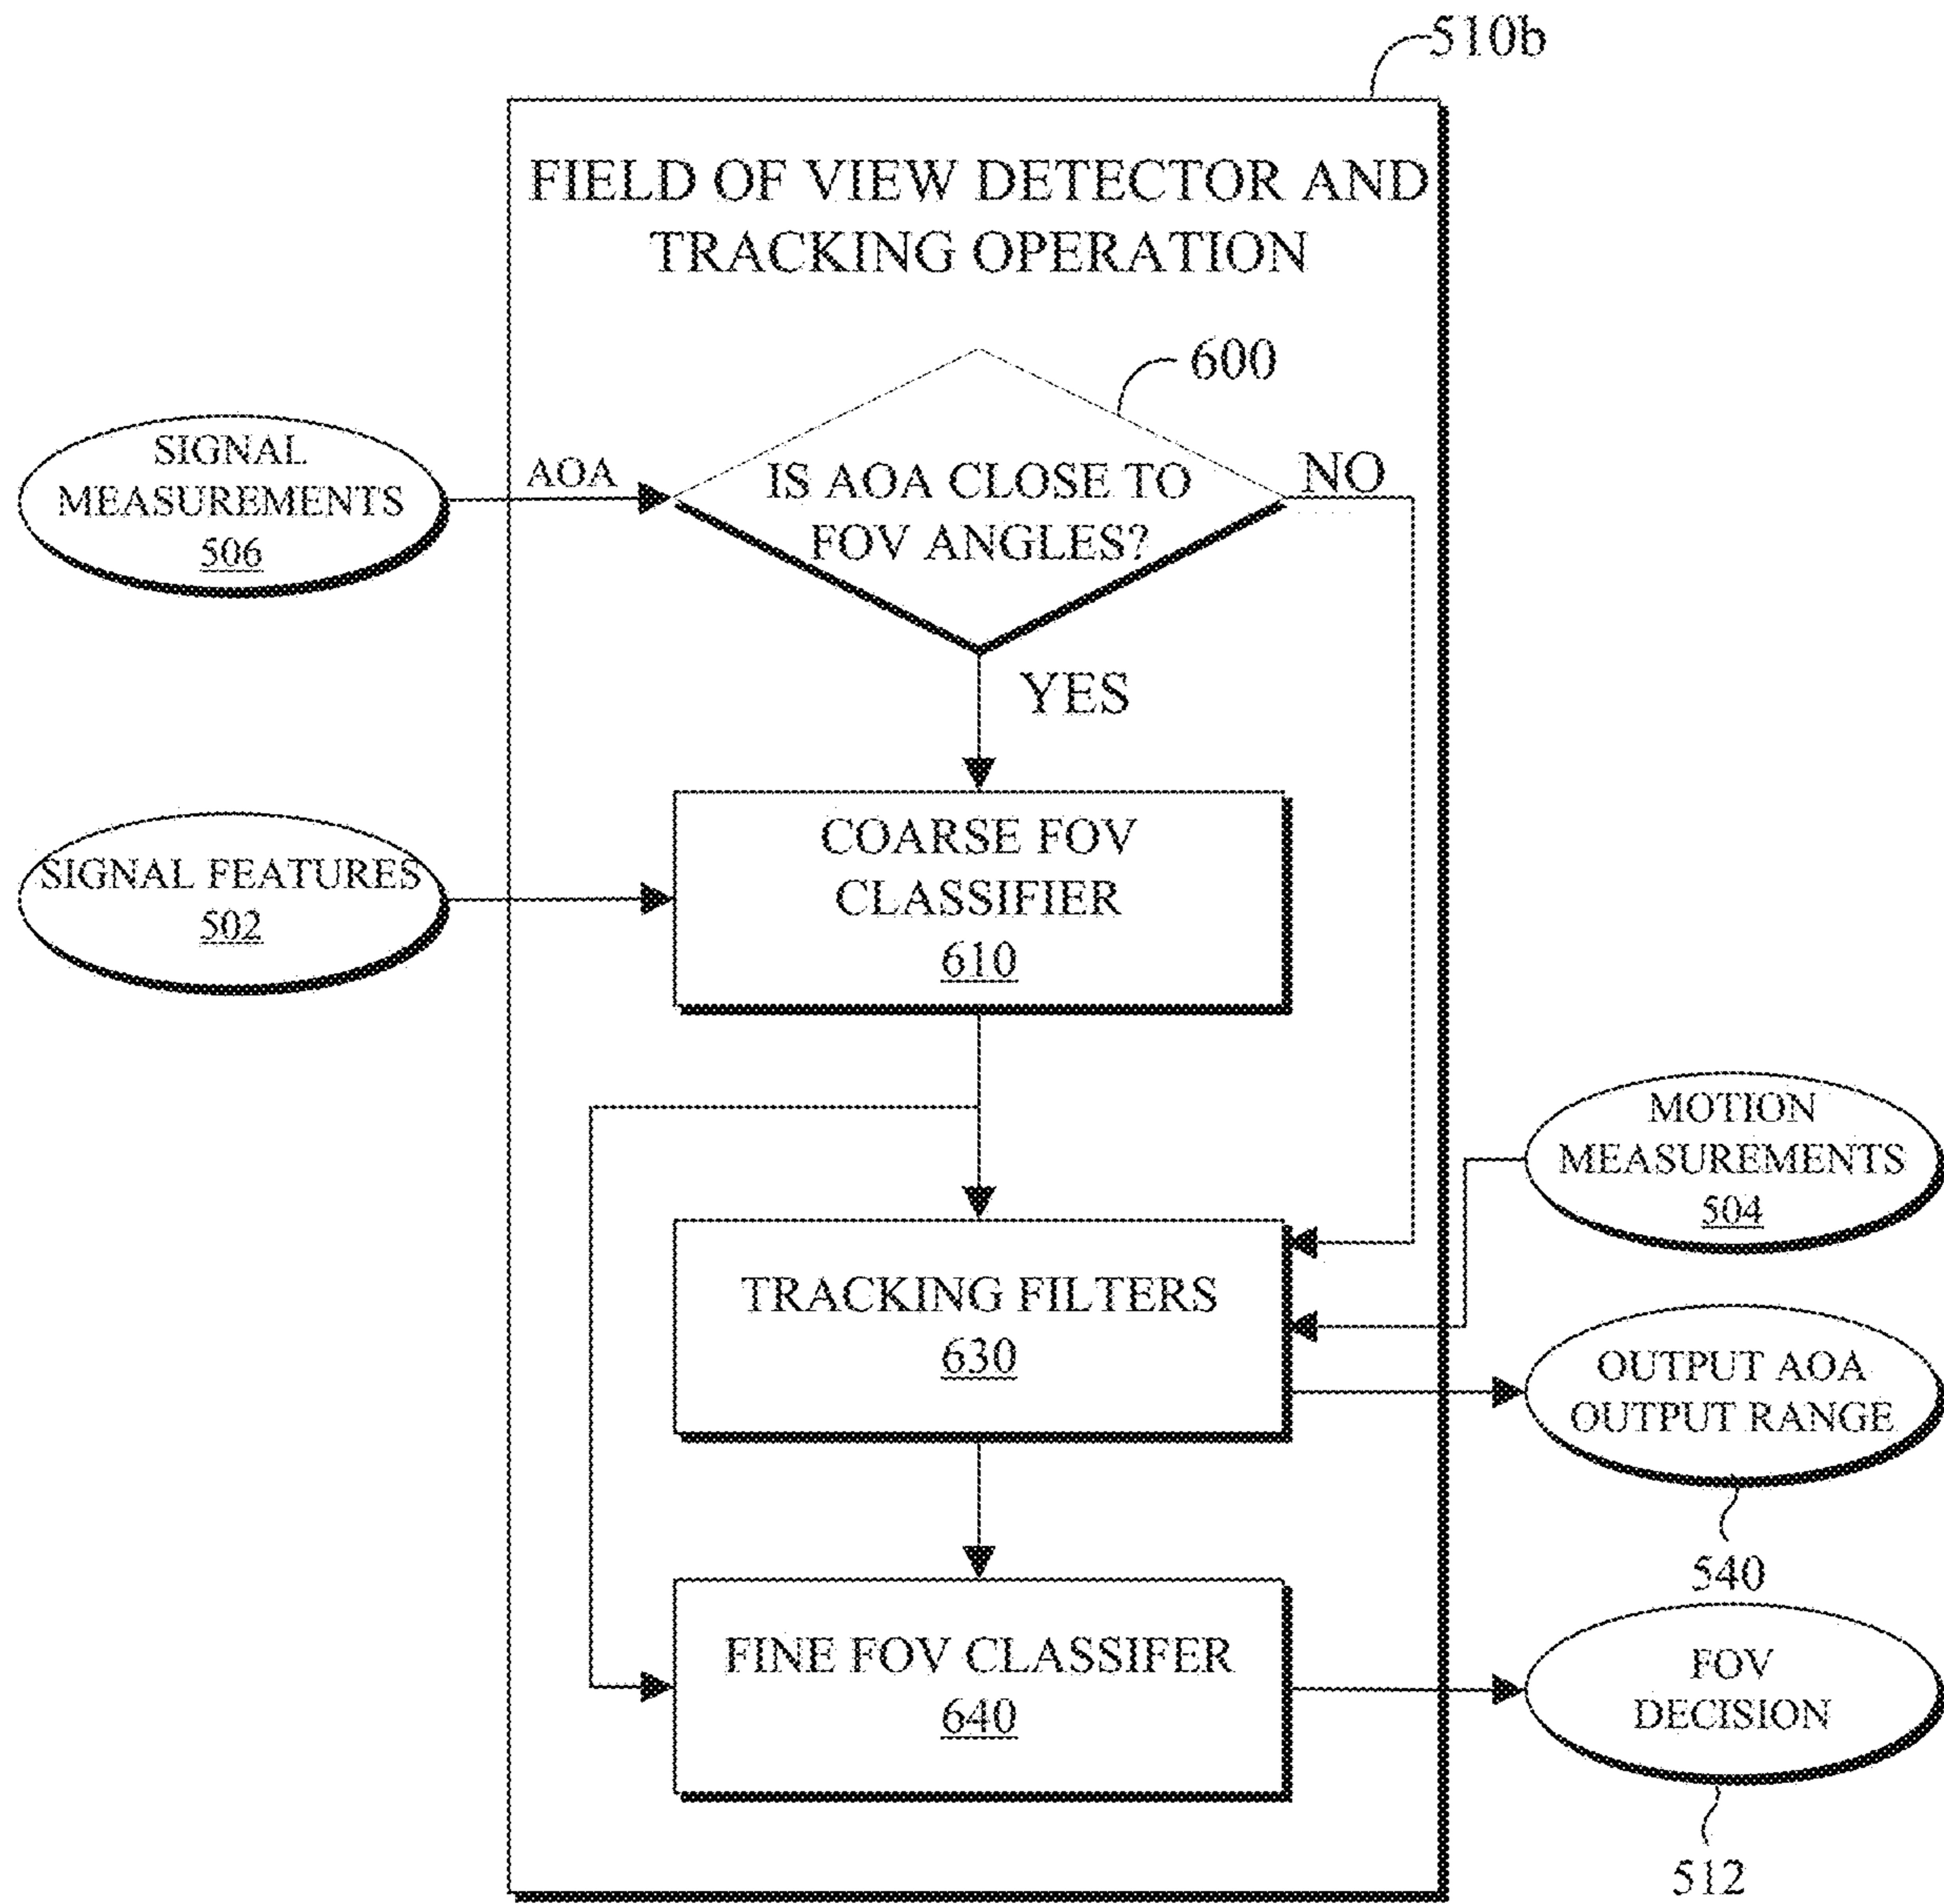 510b
FIELD OF VIEW DETECTOR AND
TRACKING OPERATION
600
SIGNAL
MEASUREMENTS
506
AOA
IS AOA CLOSE TO
FOV ANGLES?
NO
YES
SIGNAL FEATURES
502
COARSE FOV
CLASSIFIER
610
MOTION
MEASUREMENTS
504
TRACKING FILTERS
630
OUTPUT AOA
OUTPUT RANGE
540
FINE FOV CLASSIFER
640
FOV
DECISION
512